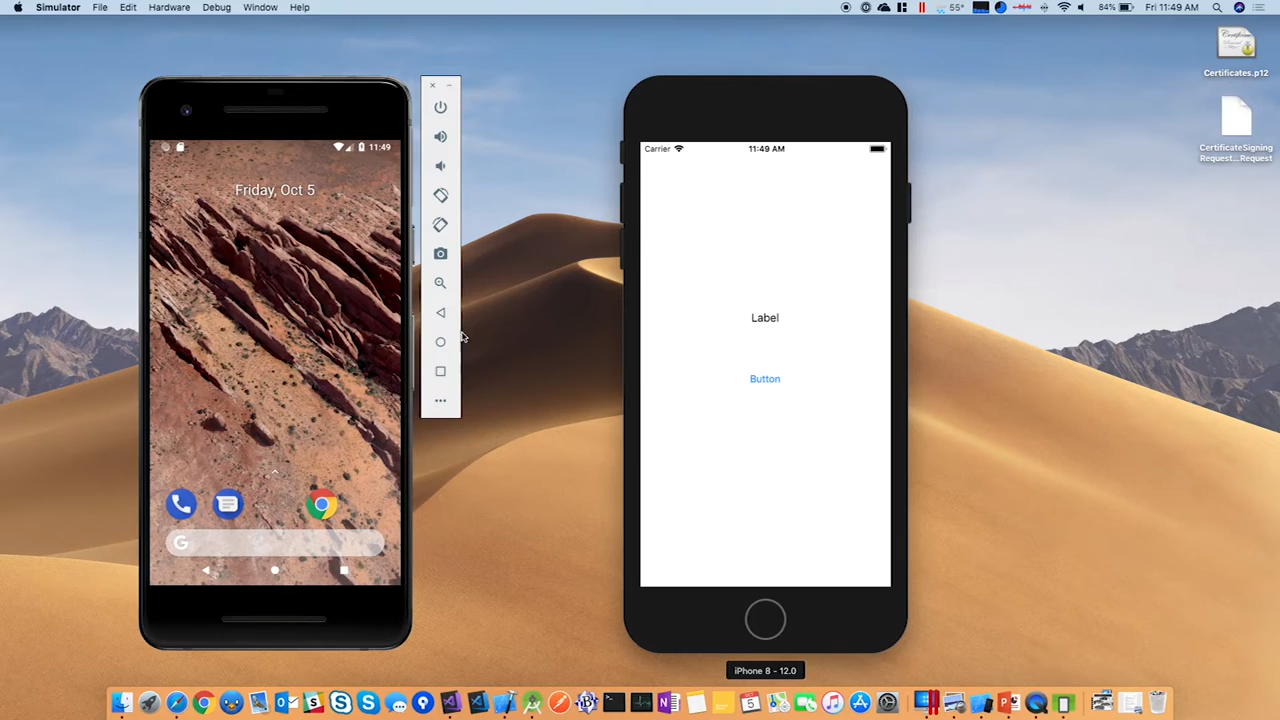 Simulator File Edit Hardware Debug Window Help
55° 84% Fri 11:49 AM
Certificates.p12
CertificateSigning
Request...Request
11:49
Friday, Oct 5
G
Carrier 11:49 AM
Label
Button
iPhone 8 - 12.0